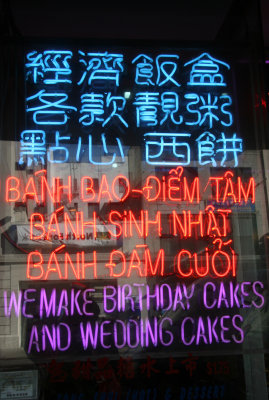 經濟飯盒
各款靚粥
點心 西餅
BÁNH BAO-ĐIỂM TÂM
BÁNH SINH NHẬT
BÁNH ĐÁM CƯỚI
WE MAKE BIRTHDAY CAKES
AND WEDDING CAKES